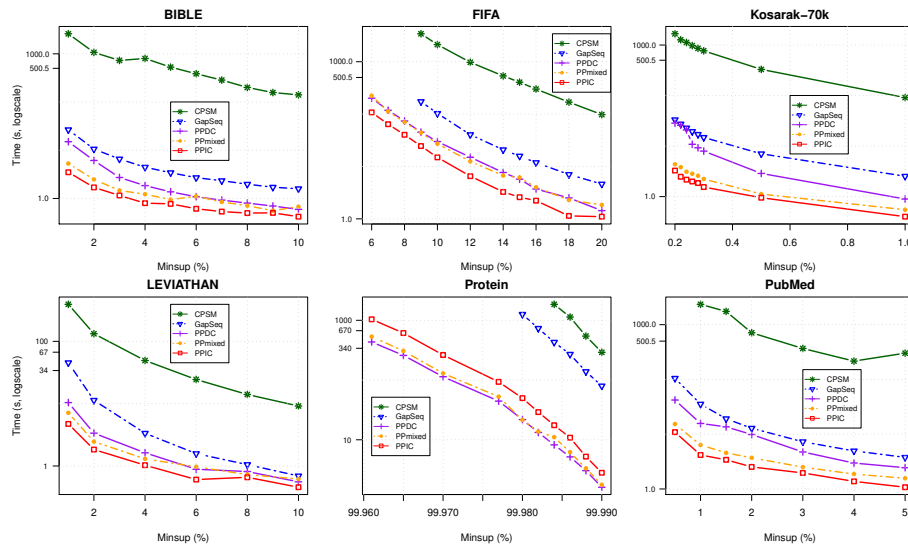 BIBLE
Time (s, logscale)
1000.0
500.5
1.0
CPSM
GapSeq
PPDC
PPmixed
PPIC
2 4 6 8 10
Minsup (%)
FIFA
1000.0
500.5
1.0
CPSM
GapSeq
PPDC
PPmixed
PPIC
6 7 8 9 10 12 14 15 16 18 20
Minsup (%)
Kosarak−70k
1000.0
500.5
1.0
CPSM
GapSeq
PPDC
PPmixed
PPIC
0.2 0.4 0.6 0.8 1.0
Minsup (%)
LEVIATHAN
Time (s, logscale)
100
67
34
1
CPSM
GapSeq
PPDC
PPmixed
PPIC
2 4 6 8 10
Minsup (%)
Protein
1000
670
340
10
CPSM
GapSeq
PPDC
PPmixed
PPIC
99.960 99.970 99.980 99.990
Minsup (%)
PubMed
1000.0
500.5
1.0
CPSM
GapSeq
PPDC
PPmixed
PPIC
1 2 3 4 5
Minsup (%)